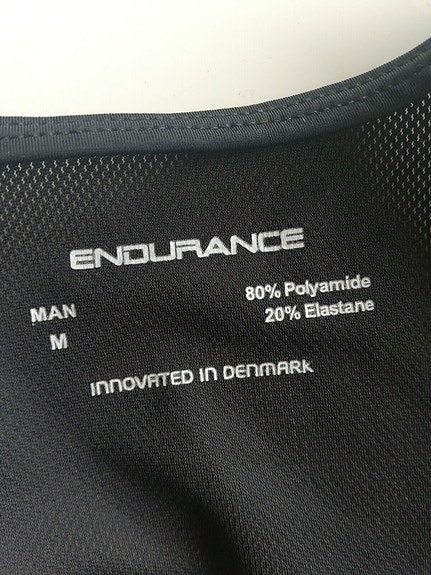 ENDURANCE
MAN
M
80% Polyamide
20% Elastane
INNOVATED IN DENMARK